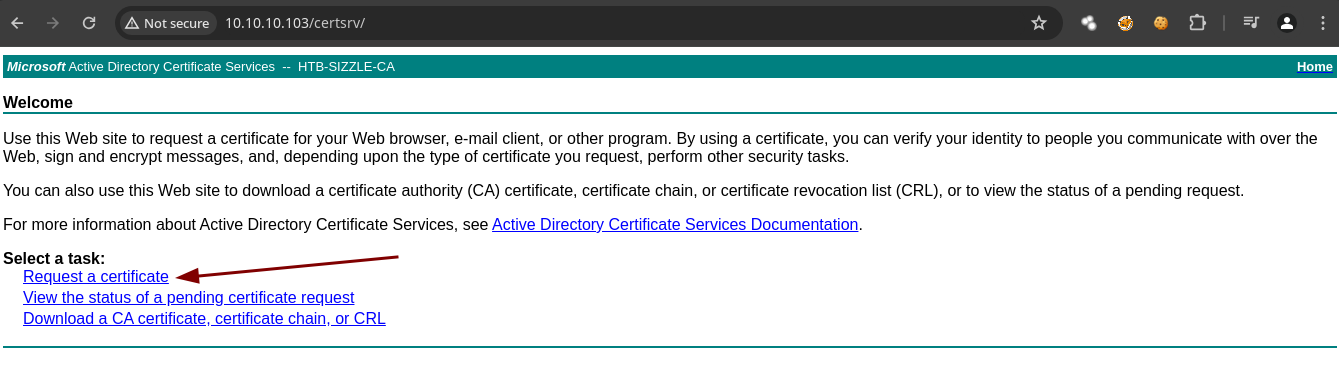 Not secure 10.10.10.103/certsrv/
Microsoft Active Directory Certificate Services -- HTB-SIZZLE-CA Home
Welcome
Use this Web site to request a certificate for your Web browser, e-mail client, or other program. By using a certificate, you can verify your identity to people you communicate with over the
Web, sign and encrypt messages, and, depending upon the type of certificate you request, perform other security tasks.
You can also use this Web site to download a certificate authority (CA) certificate, certificate chain, or certificate revocation list (CRL), or to view the status of a pending request.
For more information about Active Directory Certificate Services, see Active Directory Certificate Services Documentation.
Select a task:
Request a certificate
View the status of a pending certificate request
Download a CA certificate, certificate chain, or CRL